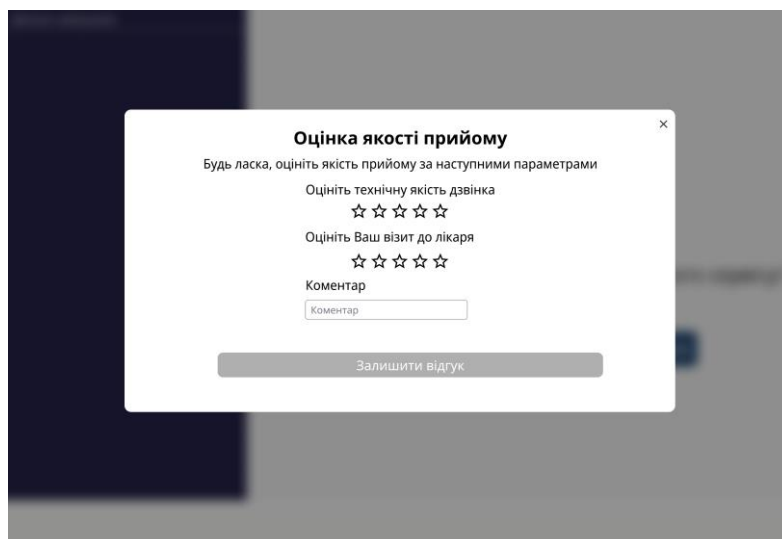 Оцінка якості прийому
Будь ласка, оцініть якість прийому за наступними параметрами
Оцініть технічну якість дзвінка
Оцініть Ваш візит до лікаря
Коментар
Коментар
Залишити відгук